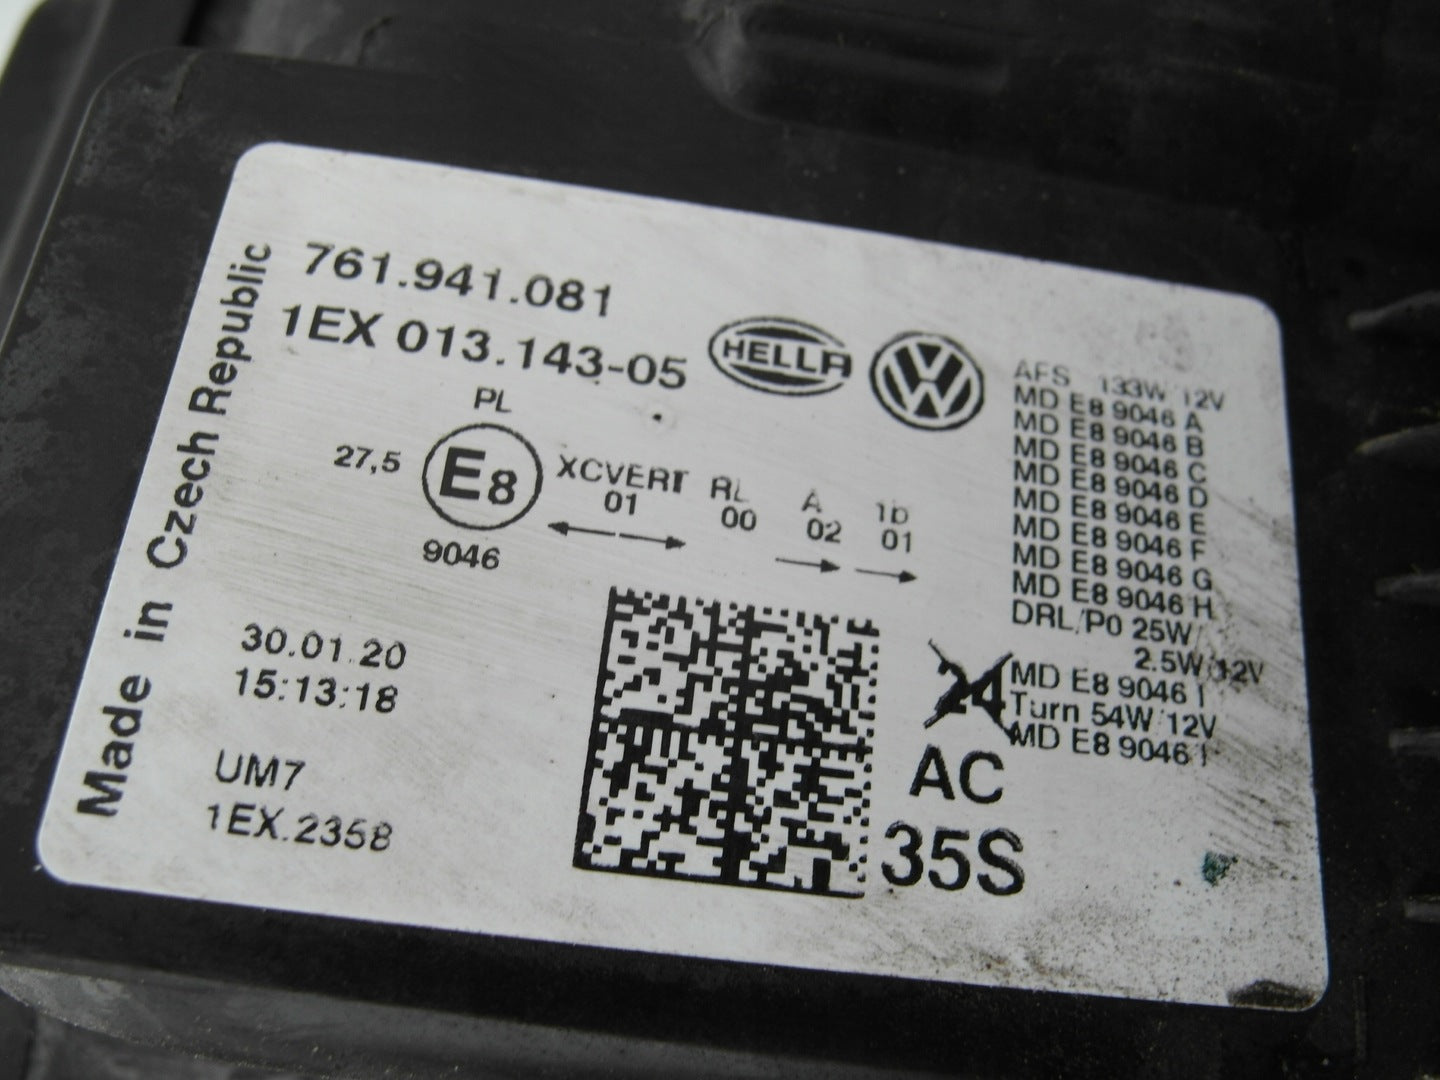 761.941.081
1EX 013.143-05
HELLA
Made in Czech Republic
PL
27,5
E8
9046
XCVERT
01
RL
00
A
02
1b
01
30.01.20
15:13:18
UM7
1EX.2358
AFS 133W/12V
MD E8 9046 A
MD E8 9046 B
MD E8 9046 C
MD E8 9046 D
MD E8 9046 E
MD E8 9046 F
MD E8 9046 G
MD E8 9046 H
DRL/P0 25W/
2.5W/12V
MD E8 9046 I
Turn 54W/12V
MD E8 9046 I
24
AC
35S